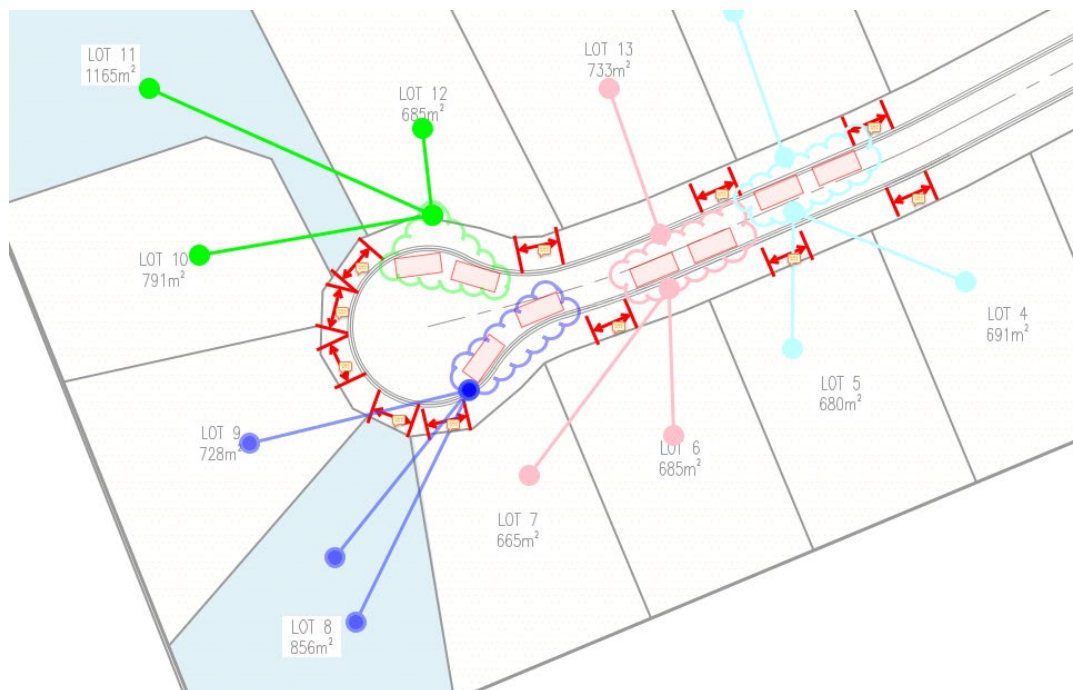 LOT 11
1165m²
LOT 12
685m²
LOT 13
733m²
LOT 10
791m²
LOT 4
691m²
LOT 5
680m²
LOT 9
728m²
LOT 6
685m²
LOT 7
665m²
LOT 8
856m²